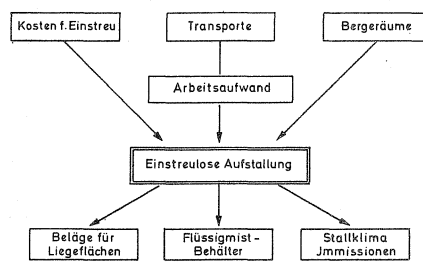 Kosten f. Einstreu
Transporte
Bergeräume
Arbeitsaufwand
Einstreulose Aufstallung
Beläge für
Liegeflächen
Flüssigmist-
Behälter
Stallklima
Jmmissionen